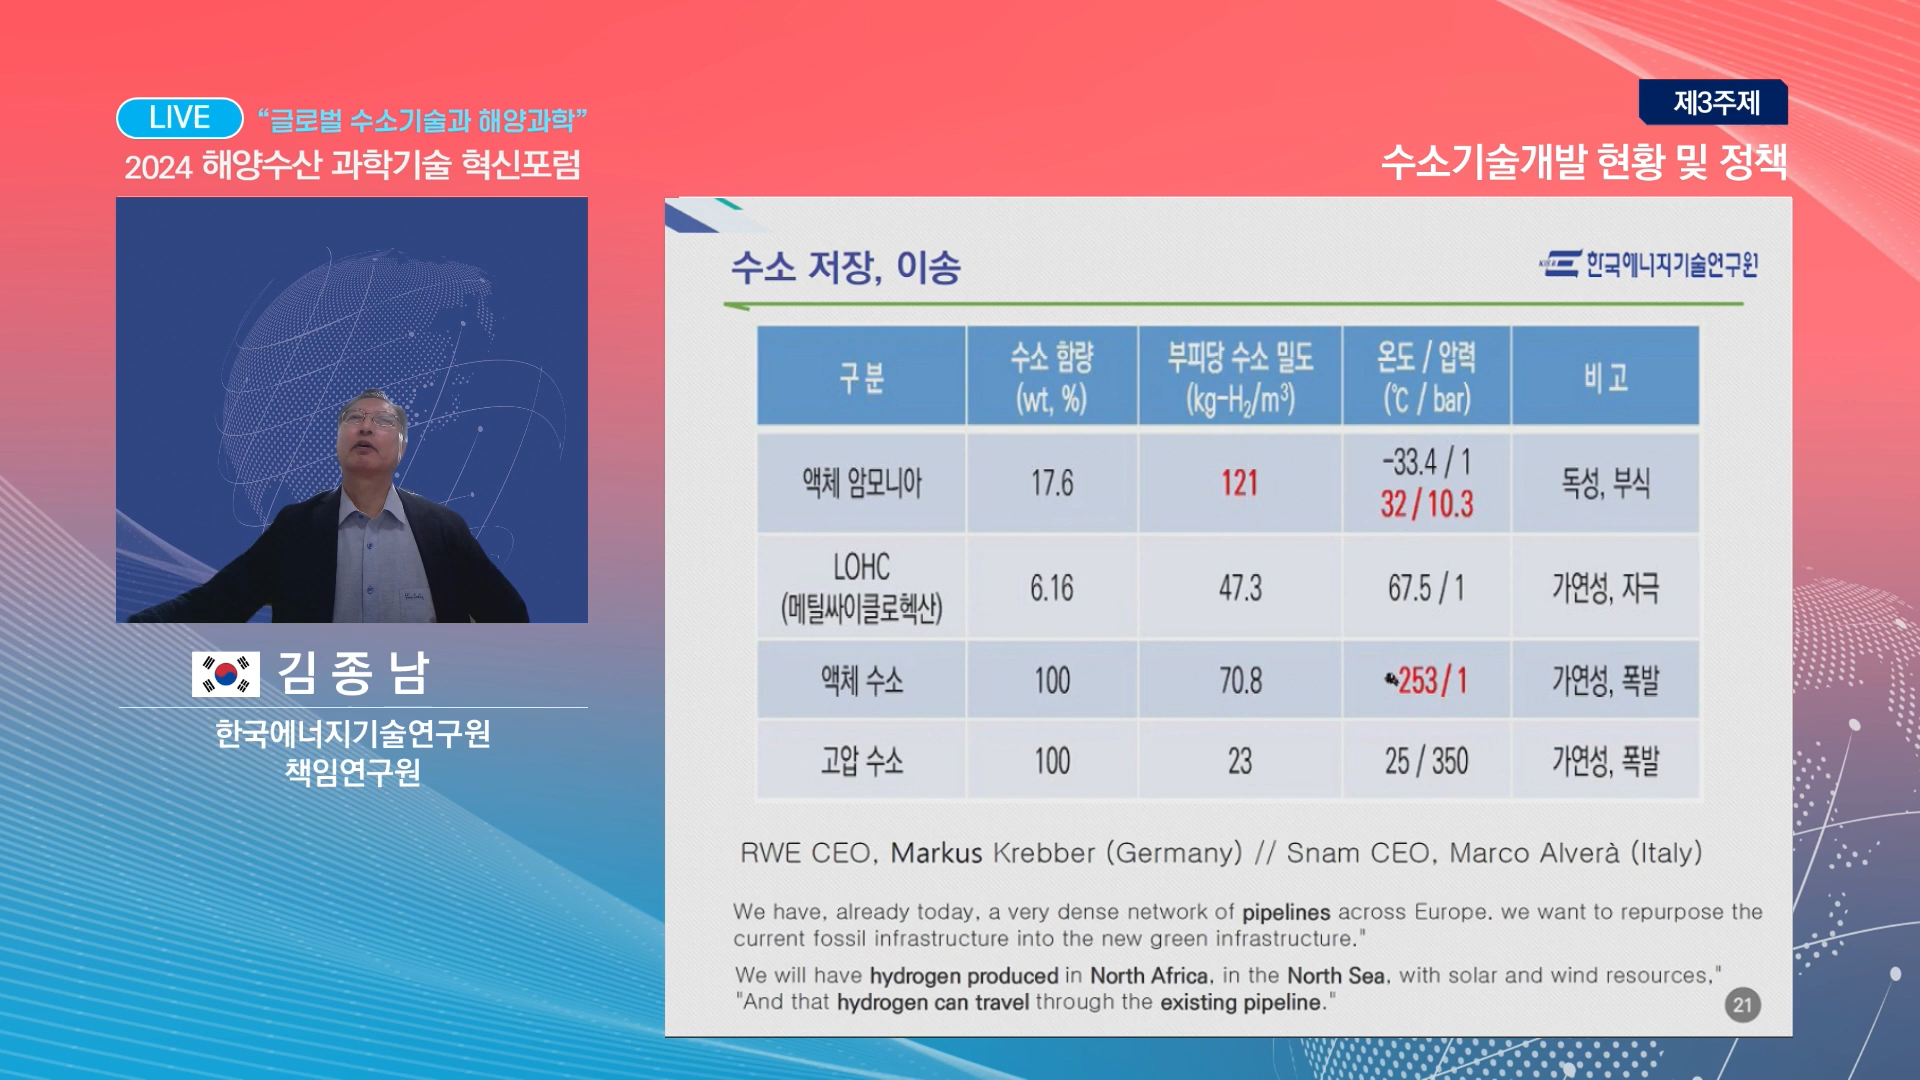 LIVE
“글로벌 수소기술과 해양과학”
2024 해양수산 과학기술 혁신포럼
제3주제
수소기술개발 현황 및 정책
김종남
한국에너지기술연구원
책임연구원
수소 저장, 이송
한국에너지기술연구원
구 분
수소 함량
(wt, %)
부피당 수소 밀도
(kg-H₂/m³)
온도 / 압력
(℃ / bar)
비 고
액체 암모니아
17.6
121
-33.4 / 1
32 / 10.3
독성, 부식
LOHC
(메틸싸이클로헥산)
6.16
47.3
67.5 / 1
가연성, 자극
액체 수소
100
70.8
-253 / 1
가연성, 폭발
고압 수소
100
23
25 / 350
가연성, 폭발
RWE CEO, Markus Krebber (Germany) // Snam CEO, Marco Alverà (Italy)
We have, already today, a very dense network of pipelines across Europe. we want to repurpose the
current fossil infrastructure into the new green infrastructure."
We will have hydrogen produced in North Africa, in the North Sea, with solar and wind resources,"
"And that hydrogen can travel through the existing pipeline."
21